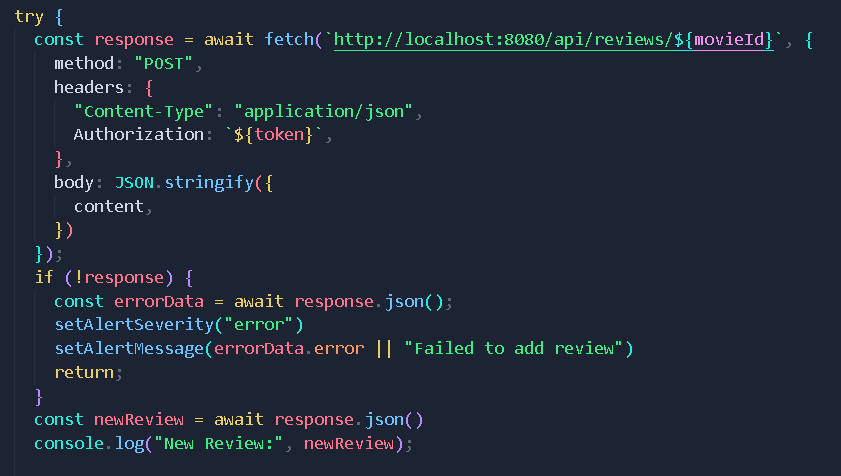 try {
const response = await fetch(`http://localhost:8080/api/reviews/${movieId}`, {
method: "POST",
headers: {
"Content-Type": "application/json",
Authorization: `${token}`,
},
body: JSON.stringify({
content,
})
});
if (!response) {
const errorData = await response.json();
setAlertSeverity("error")
setAlertMessage(errorData.error || "Failed to add review")
return;
}
const newReview = await response.json()
console.log("New Review:", newReview);